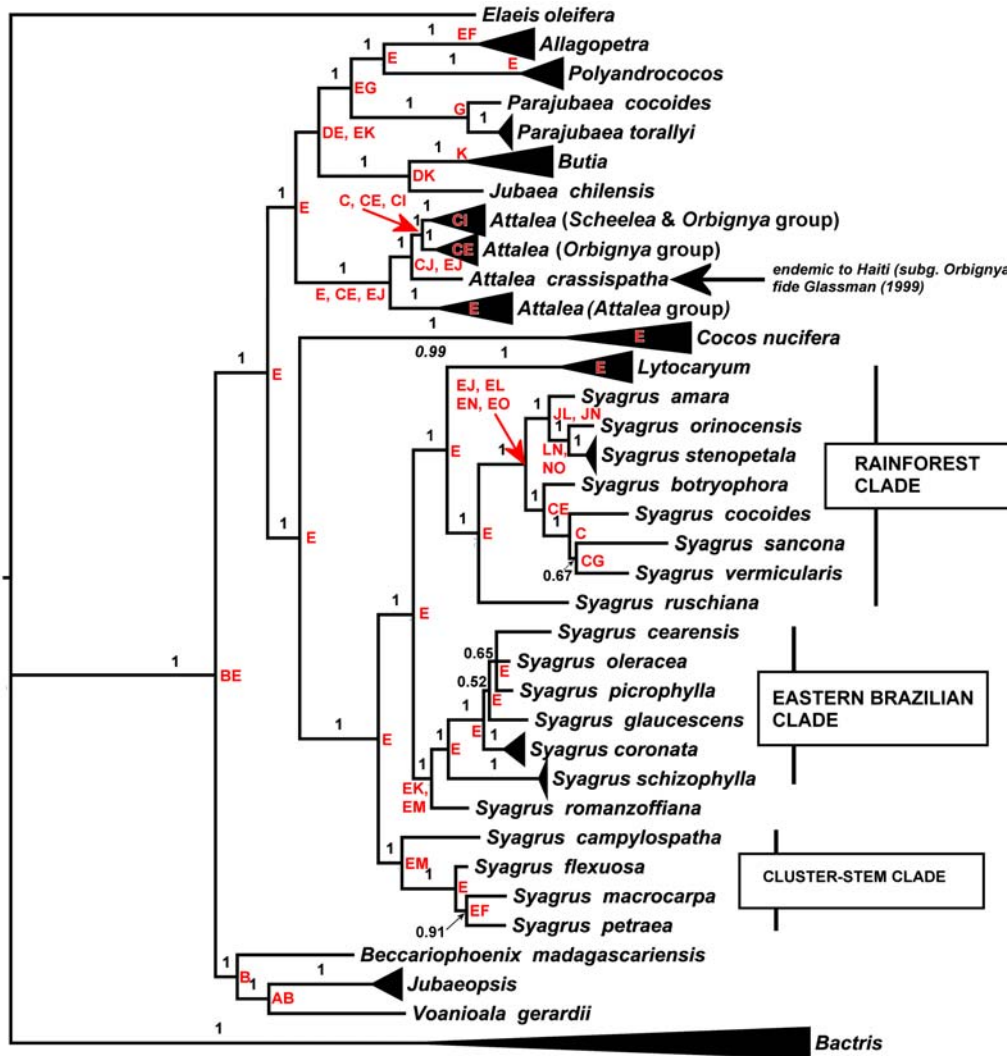 Elaeis oleifera
1 EF
Allagopetra
1 E
1 E
Polyandrococos
1 EG
Parajubaea cocoides
1 G
1
Parajubaea torallyi
DE, EK
1 K
Butia
1 DK
Jubaea chilensis
1 E
C, CE, CI
1
1 CI
Attalea (Scheelea & Orbignya group)
1 CE
Attalea (Orbignya group)
1
CJ, EJ
Attalea crassispatha
endemic to Haiti (subg. Orbignya
fide Glassman (1999)
1
E, CE, EJ
1 E
Attalea (Attalea group)
1 E
Cocos nucifera
0.99
1 E
1 E
Lytocaryum
EJ, EL
EN, EO
Syagrus amara
1 JL, JN
1
Syagrus orinocensis
1
LN,
NO
Syagrus stenopetala
1 E
1
RAINFOREST
CLADE
Syagrus botryophora
1 CE
Syagrus cocoides
1 C
Syagrus sancona
CG
0.67
Syagrus vermicularis
1 E
1 E
Syagrus ruschiana
1 E
Syagrus cearensis
0.65
E
Syagrus oleracea
0.52
E
Syagrus picrophylla
1
BE
EASTERN BRAZILIAN
CLADE
1
E
Syagrus glaucescens
1 E
1
Syagrus coronata
1 E
1
Syagrus schizophylla
1
EK,
EM
Syagrus romanzoffiana
Syagrus campylospatha
1 EM
1
Syagrus flexuosa
E
CLUSTER-STEM CLADE
Syagrus macrocarpa
EF
0.91
Syagrus petraea
Beccariophoenix madagascariensis
B
1
1
Jubaeopsis
AB
Voanioala gerardii
1
Bactris